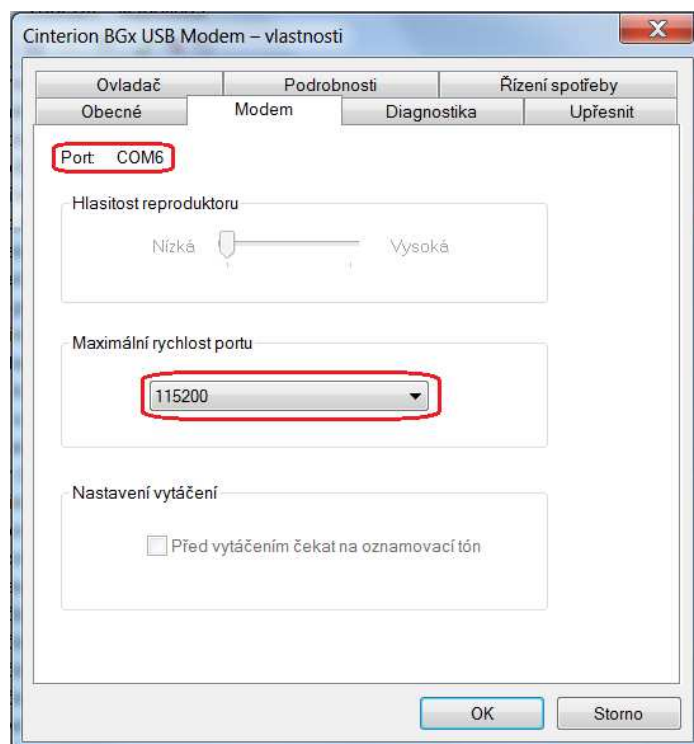 Cinterion BGx USB Modem – vlastnosti
Ovladač Podrobnosti Řízení spotřeby
Obecné Modem Diagnostika Upřesnit
Port: COM6
Hlasitost reproduktoru
Nízká Vysoká
Maximální rychlost portu
115200
Nastavení vytáčení
Před vytáčením čekat na oznamovací tón
OK Storno